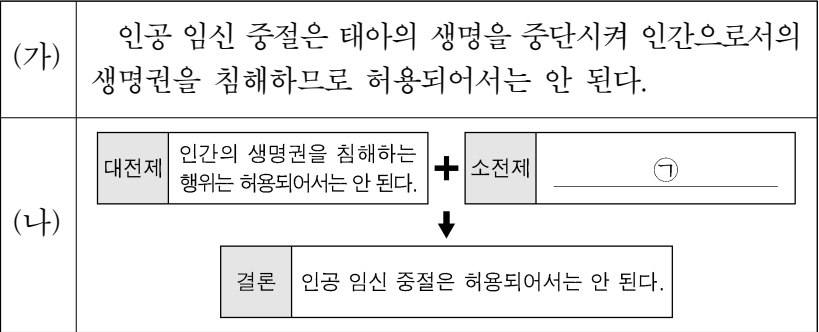 (가)
인공 임신 중절은 태아의 생명을 중단시켜 인간으로서의
생명권을 침해하므로 허용되어서는 안 된다.
(나)
대전제
인간의 생명권을 침해하는
행위는 허용되어서는 안 된다.
+
소전제
㉠
결론
인공 임신 중절은 허용되어서는 안 된다.